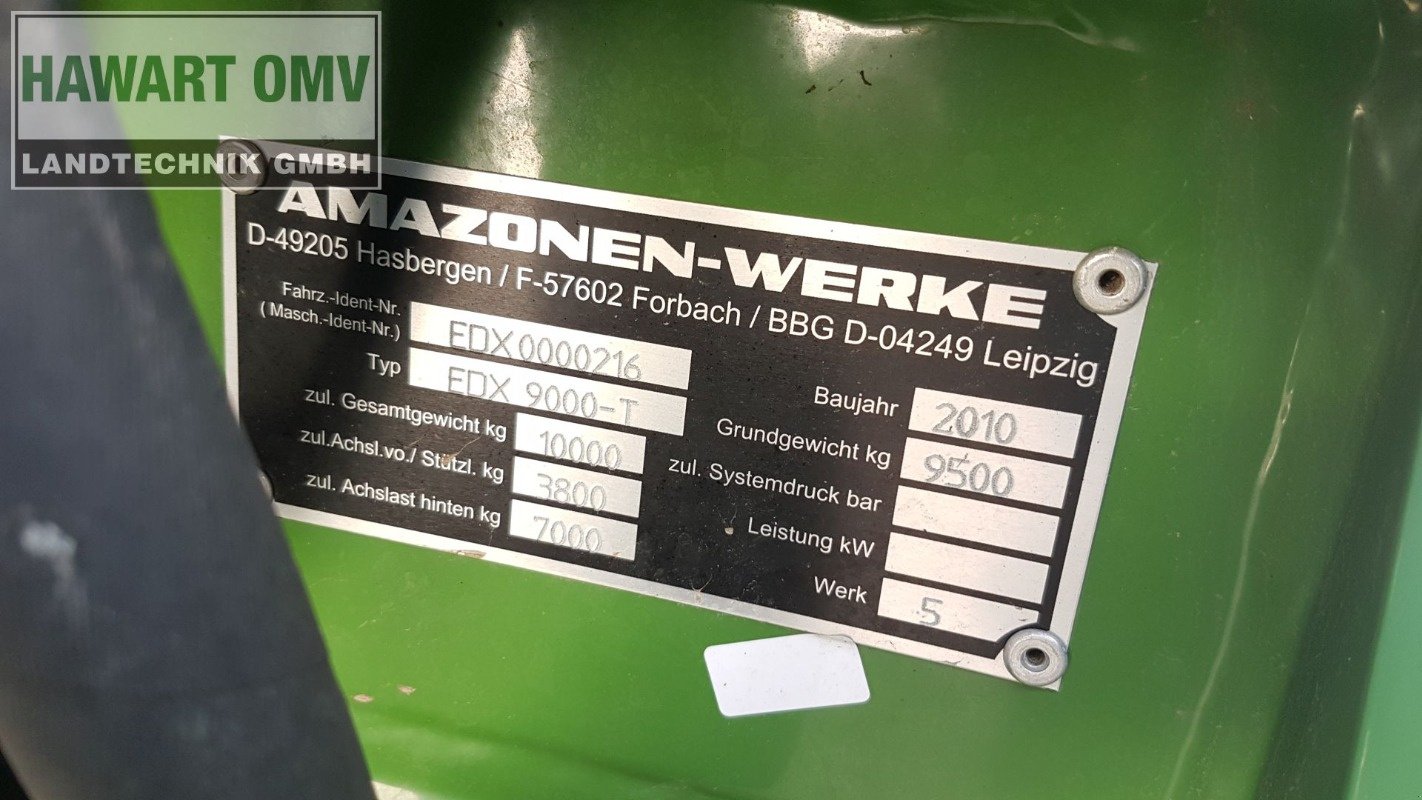 HAWART OMV
LANDTECHNIK GMBH
AMAZONEN-WERKE
D-49205 Hasbergen / F-57602 Forbach / BBG D-04249 Leipzig
Fahrz.-Ident-Nr.
(Masch.-Ident-Nr.) EDX0000216
Typ EDX 9000-T
zul. Gesamtgewicht kg 10000
zul.Achsl.vo./ Stützl. kg 3800
zul. Achslast hinten kg 7000
Baujahr 2010
Grundgewicht kg 9500
zul. Systemdruck bar
Leistung kW
Werk 5